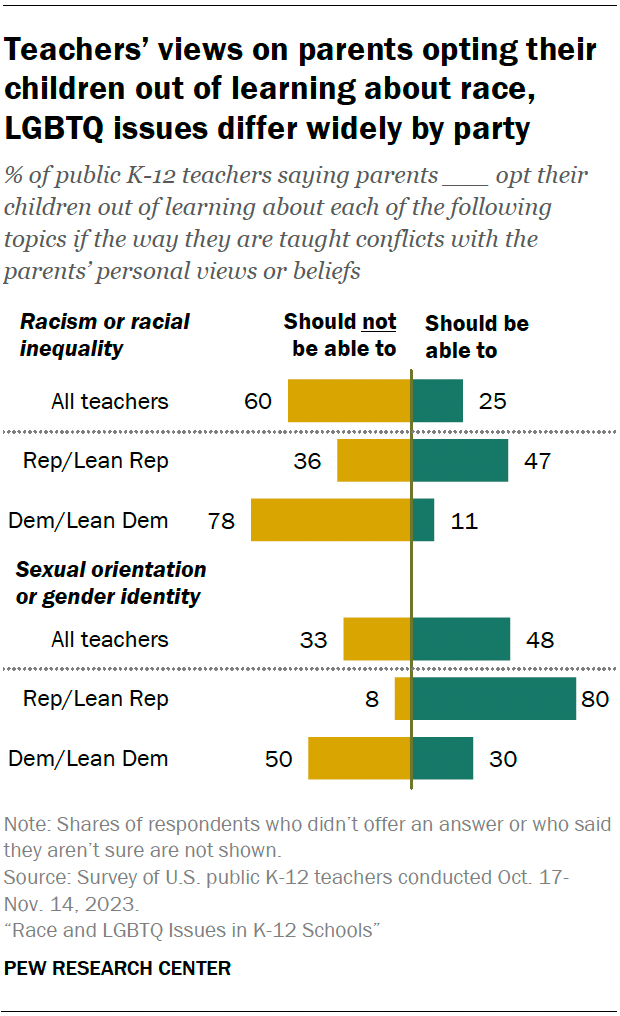 Teachers’ views on parents opting their
children out of learning about race,
LGBTQ issues differ widely by party
% of public K-12 teachers saying parents ___ opt their
children out of learning about each of the following
topics if the way they are taught conflicts with the
parents’ personal views or beliefs
Racism or racial
inequality
Should not
be able to
Should be
able to
All teachers 60 25
Rep/Lean Rep 36 47
Dem/Lean Dem 78 11
Sexual orientation
or gender identity
All teachers 33 48
Rep/Lean Rep 8 80
Dem/Lean Dem 50 30
Note: Shares of respondents who didn’t offer an answer or who said
they aren’t sure are not shown.
Source: Survey of U.S. public K-12 teachers conducted Oct. 17-
Nov. 14, 2023.
“Race and LGBTQ Issues in K-12 Schools”
PEW RESEARCH CENTER